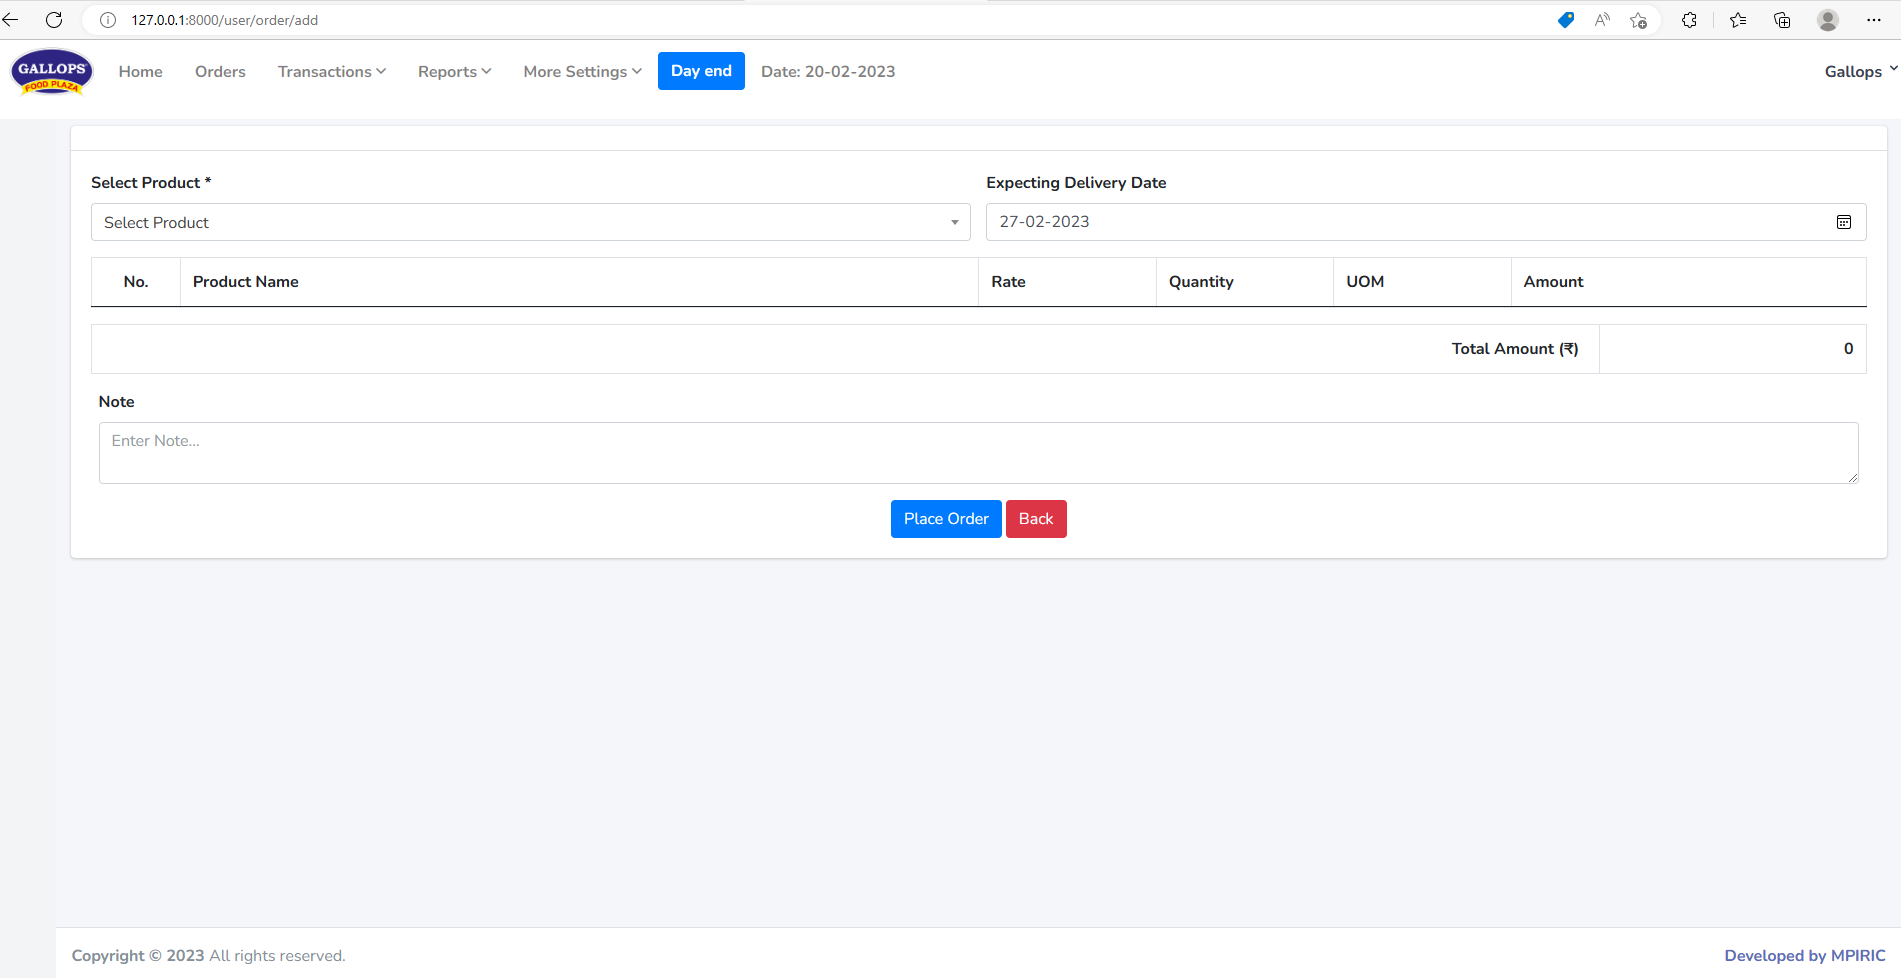 127.0.0.1:8000/user/order/add
GALLOPS
FOOD PLAZA
Home Orders Transactions Reports More Settings Day end Date: 20-02-2023 Gallops
Select Product * Expecting Delivery Date
Select Product 27-02-2023
No. Product Name Rate Quantity UOM Amount
Total Amount (₹) 0
Note
Enter Note...
Place Order Back
Copyright © 2023 All rights reserved. Developed by MPIRIC